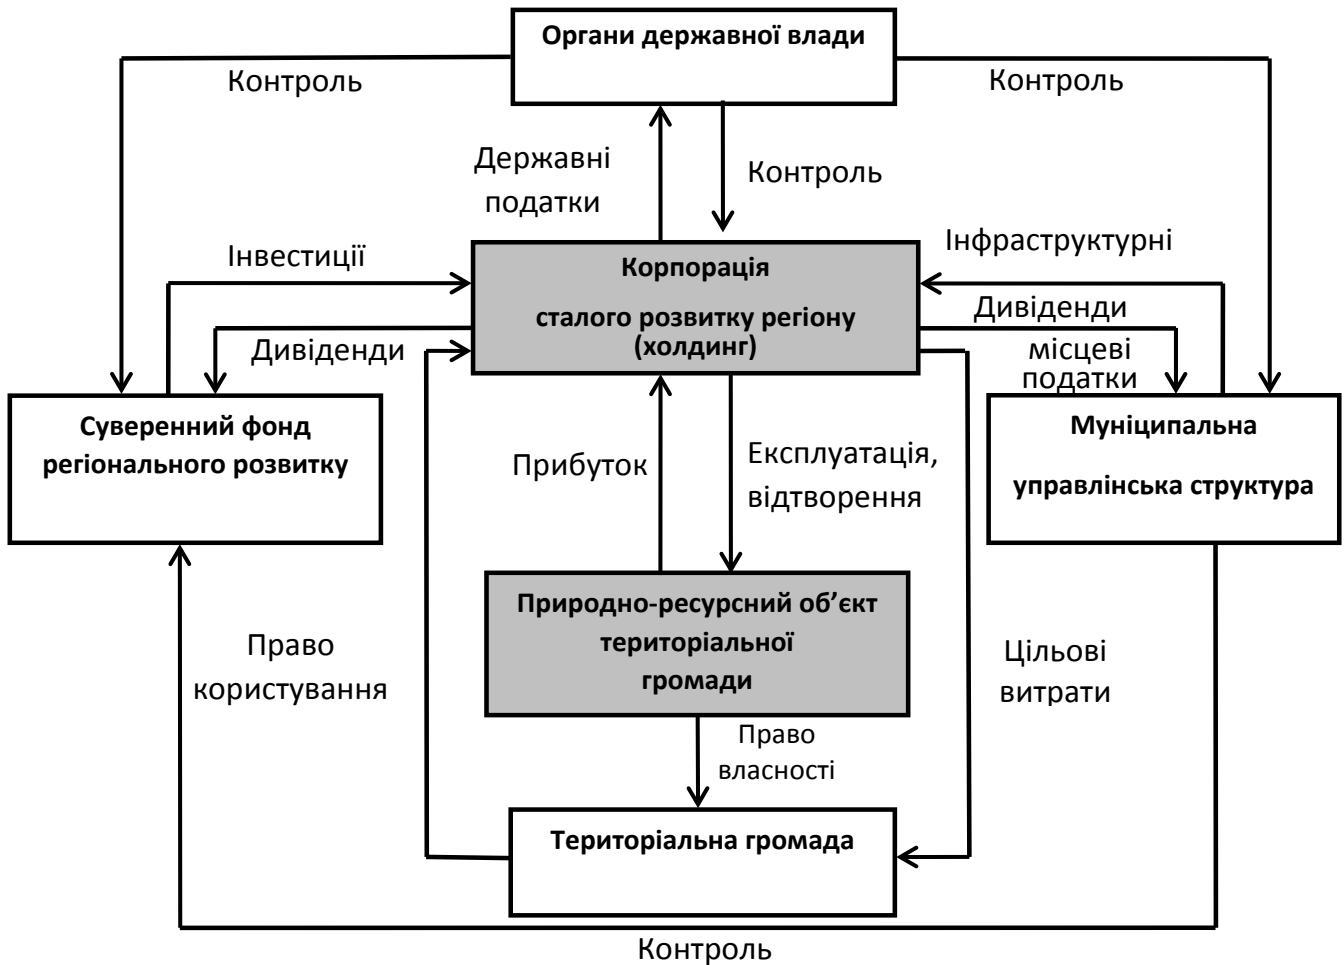 Органи державної влади
Контроль
Контроль
Державні
податки
Контроль
Інвестиції
Інфраструктурні
Корпорація
сталого розвитку регіону
(холдинг)
Дивіденди
Дивіденди
місцеві
податки
Суверенний фонд
регіонального розвитку
Муніципальна
управлінська структура
Прибуток
Експлуатація,
відтворення
Природно-ресурсний об’єкт
територіальної
громади
Право
користування
Цільові
витрати
Право
власності
Територіальна громада
Контроль